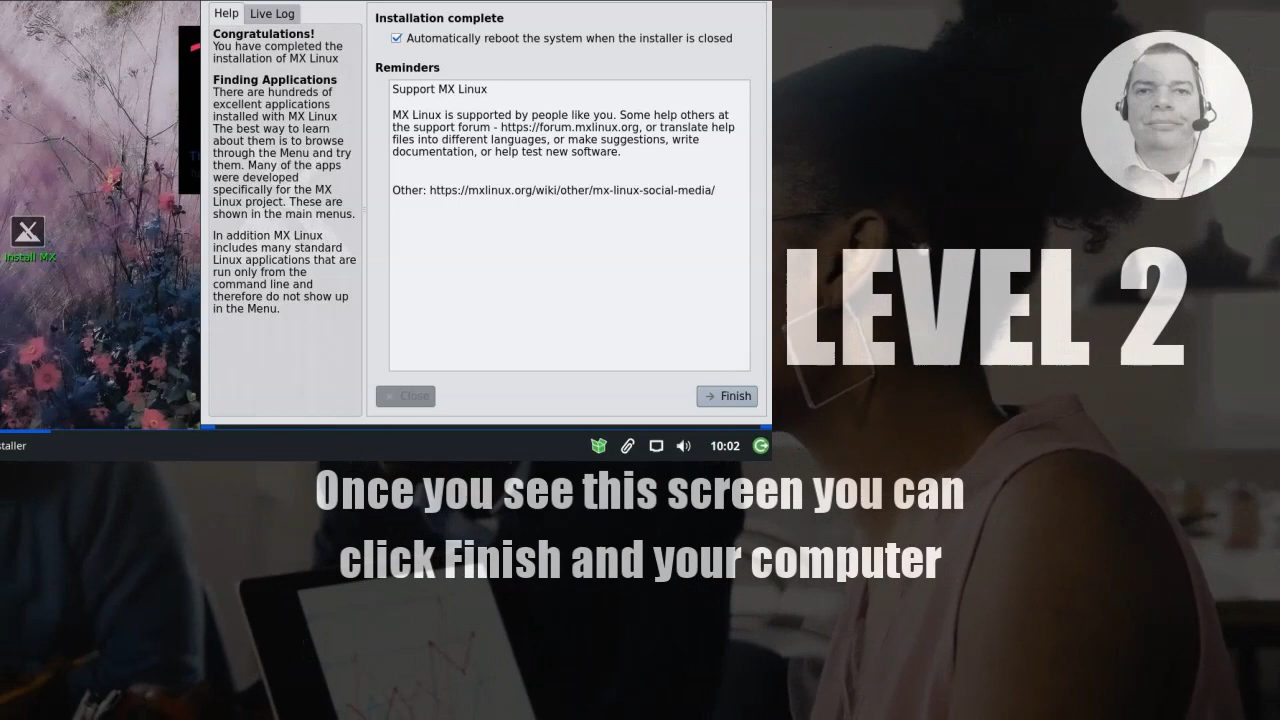 Help
Live Log
Congratulations!
You have completed the
installation of MX Linux
Finding Applications
There are hundreds of
excellent applications
installed with MX Linux
The best way to learn
about them is to browse
through the Menu and try
them. Many of the apps
were developed
specifically for the MX
Linux project. These are
shown in the main menus.
In addition MX Linux
includes many standard
Linux applications that are
run only from the
command line and
therefore do not show up
in the Menu.
Installation complete
Automatically reboot the system when the installer is closed
Reminders
Support MX Linux
MX Linux is supported by people like you. Some help others at
the support forum - https://forum.mxlinux.org, or translate help
files into different languages, or make suggestions, write
documentation, or help test new software.
Other: https://mxlinux.org/wiki/other/mx-linux-social-media/
Close
Finish
Install MX
staller
10:02
LEVEL 2
Once you see this screen you can
click Finish and your computer